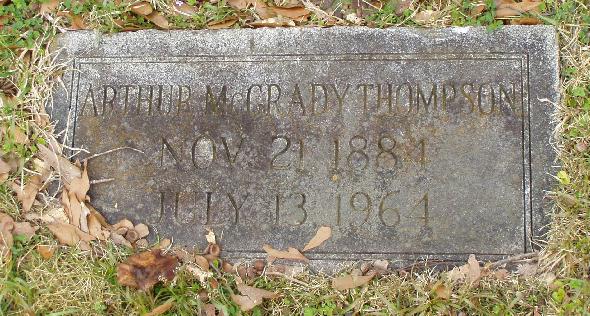 ARTHUR McGRADY THOMPSON
NOV. 21 1884
JULY 13, 1964